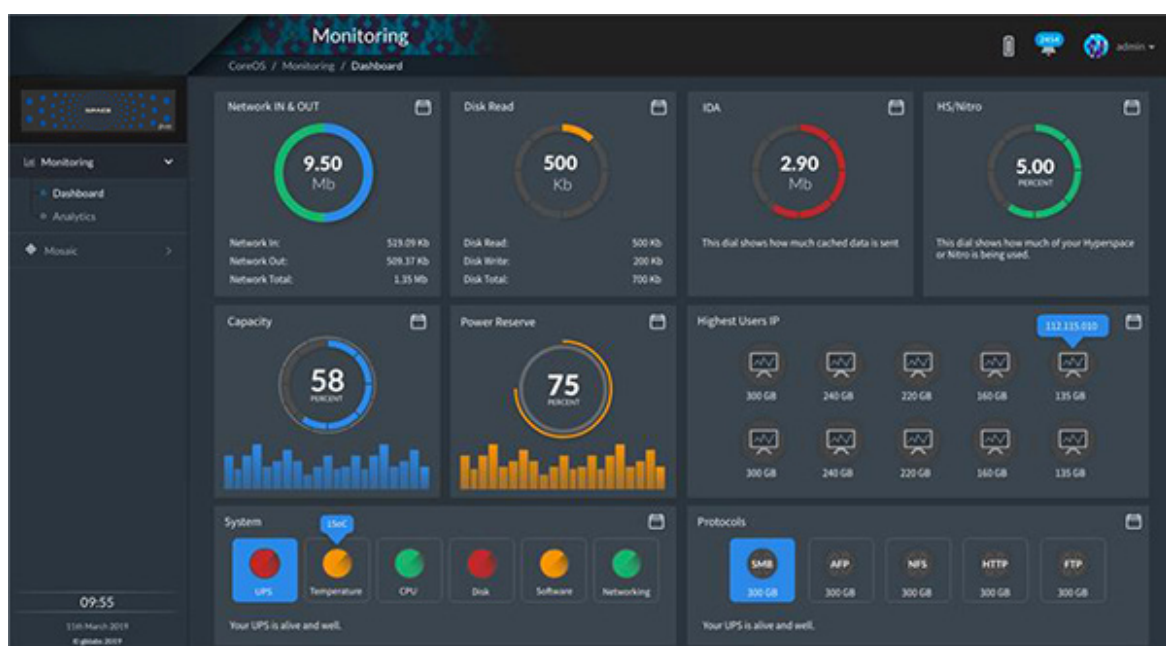 Monitoring
CoreOS / Monitoring / Dashboard
2454
admin
SPACE
Monitoring
Dashboard
Analytics
Mosaic
09:55
11th March 2019
Network IN & OUT
9.50
Mb
Network In: 519.09 Kb
Network Out: 509.37 Kb
Network Total: 1.35 Mb
Disk Read
500
Kb
Disk Read: 500 Kb
Disk Write: 200 Kb
Disk Total: 700 Kb
IDA
2.90
Mb
This dial shows how much cached data is sent
HS/Nitro
5.00
PERCENT
This dial shows how much of your Hyperspace
or Nitro is being used.
Capacity
58
PERCENT
Power Reserve
75
PERCENT
Highest Users IP
112.115.010
300 GB 240 GB 220 GB 160 GB 135 GB
300 GB 240 GB 220 GB 160 GB 135 GB
System
UPS Temperature CPU Disk Software Networking
Your UPS is alive and well.
Protocols
SMB AFP NFS HTTP FTP
300 GB 300 GB 300 GB 300 GB 300 GB
Your UPS is alive and well.